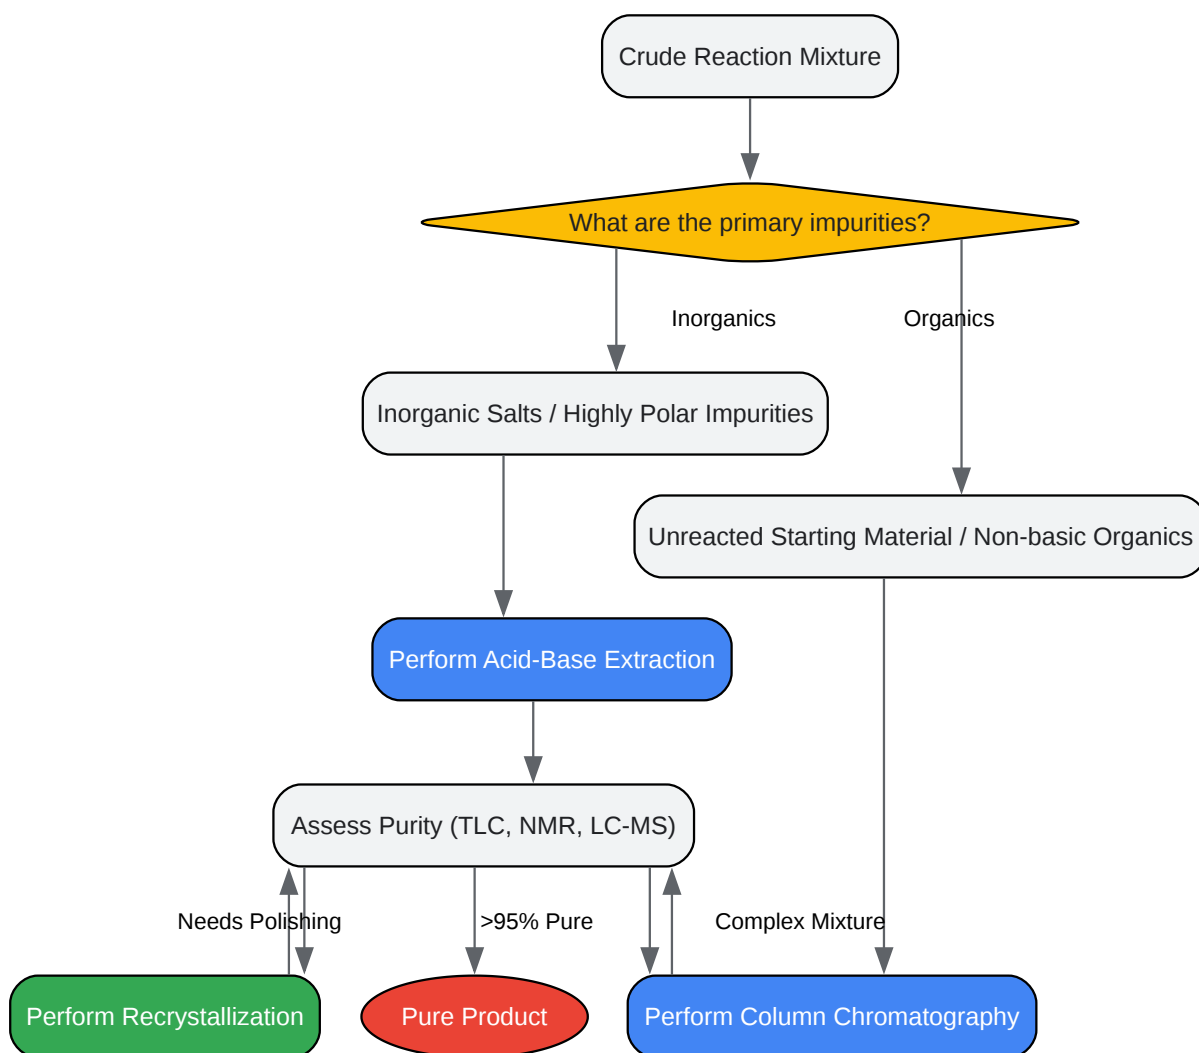 Crude Reaction Mixture
What are the primary impurities?
Inorganics
Organics
Inorganic Salts / Highly Polar Impurities
Unreacted Starting Material / Non-basic Organics
Perform Acid-Base Extraction
Assess Purity (TLC, NMR, LC-MS)
Needs Polishing
>95% Pure
Complex Mixture
Perform Recrystallization
Pure Product
Perform Column Chromatography